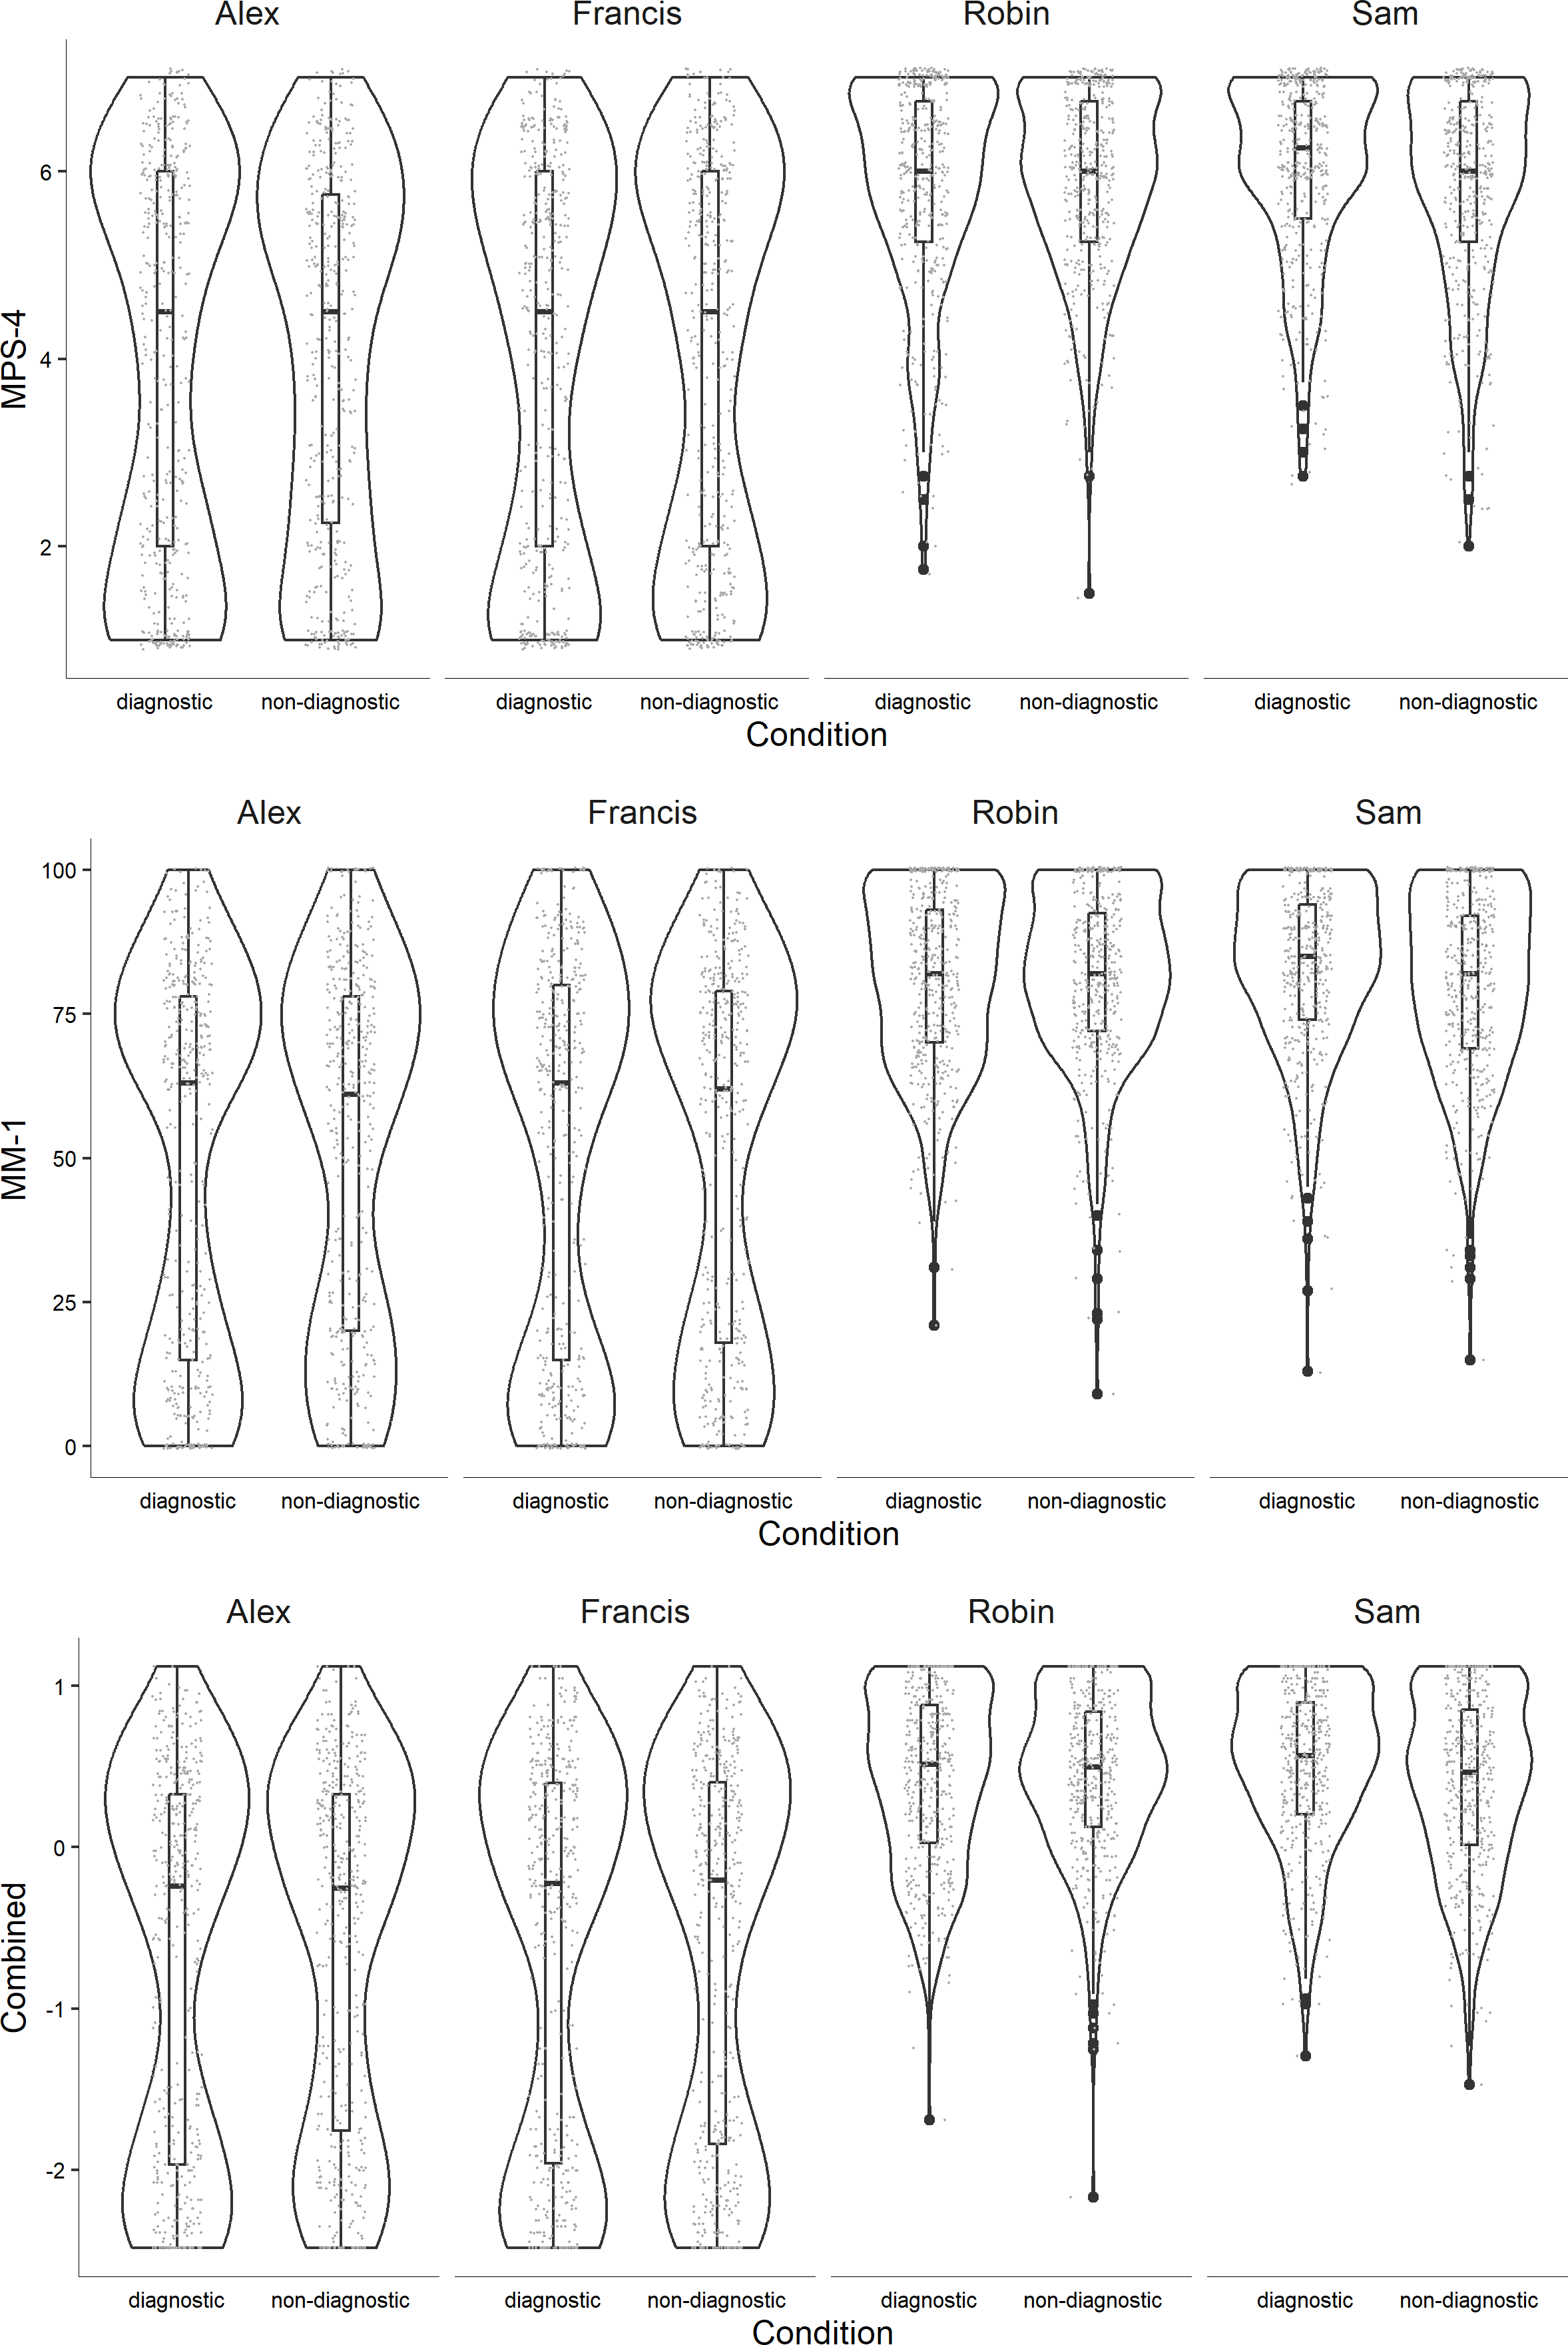 Alex Francis Robin Sam
MPS-4
6
4
2
diagnostic non-diagnostic diagnostic non-diagnostic diagnostic non-diagnostic diagnostic non-diagnostic
Condition
Alex Francis Robin Sam
MM-1
100
75
50
25
0
diagnostic non-diagnostic diagnostic non-diagnostic diagnostic non-diagnostic diagnostic non-diagnostic
Condition
Alex Francis Robin Sam
Combined
1
0
-1
-2
diagnostic non-diagnostic diagnostic non-diagnostic diagnostic non-diagnostic diagnostic non-diagnostic
Condition